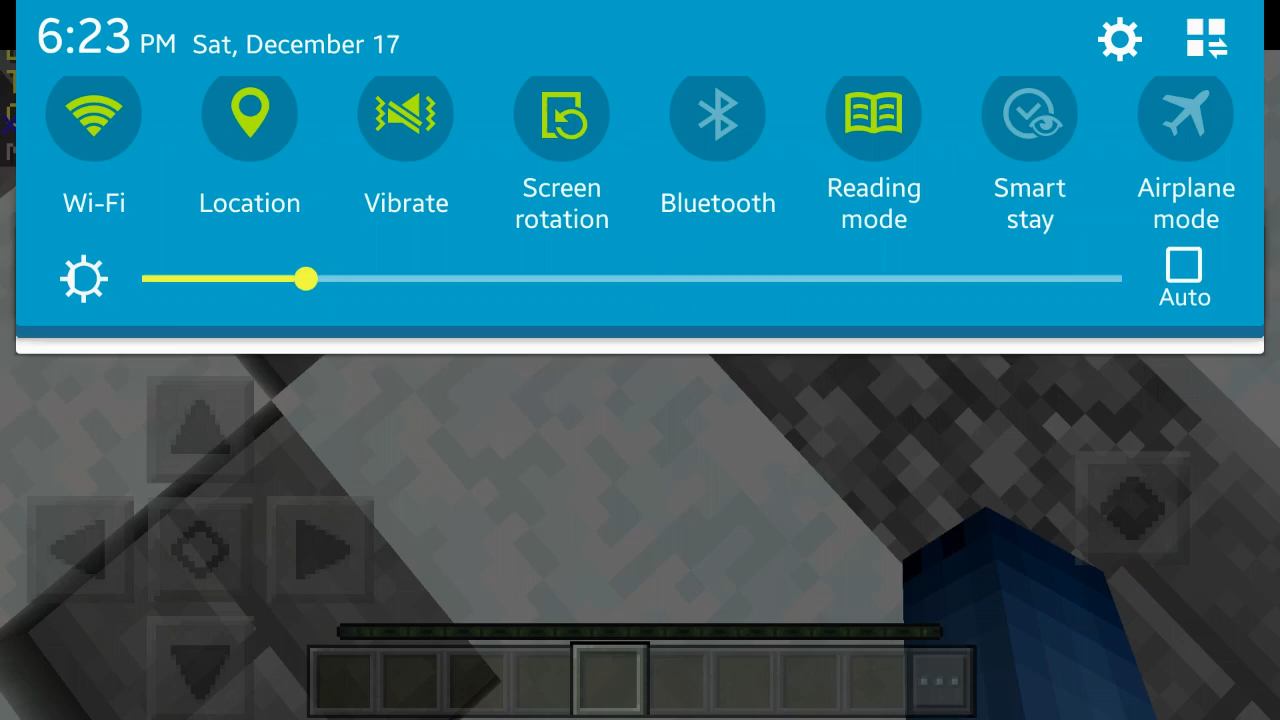 6:23 PM Sat, December 17
Wi-Fi
Location
Vibrate
Screen
rotation
Bluetooth
Reading
mode
Smart
stay
Airplane
mode
Auto